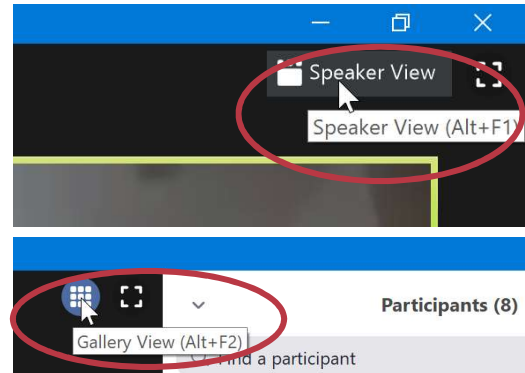 Speaker View
Speaker View (Alt+F1)
Participants (8)
Gallery View (Alt+F2)
Find a participant